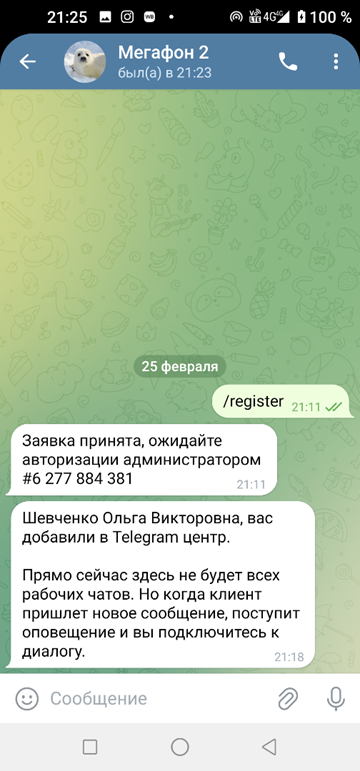 21:25 WB 4G 100 %
Мегафон 2
был(а) в 21:23
25 февраля
/register 21:11
Заявка принята, ожидайте
авторизации администратором
#6 277 884 381
21:11
Шевченко Ольга Викторовна, вас
добавили в Telegram центр.
Прямо сейчас здесь не будет всех
рабочих чатов. Но когда клиент
пришлет новое сообщение, поступит
оповещение и вы подключитесь к
диалогу.
21:18
Сообщение